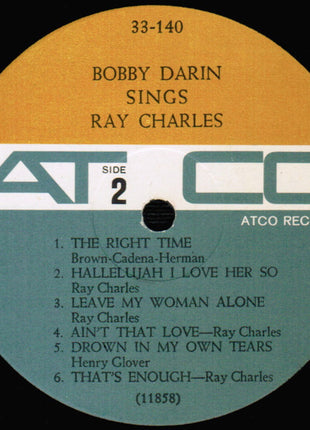 33-140
BOBBY DARIN
SINGS
RAY CHARLES
AT CO
SIDE
2
ATCO REC
1. THE RIGHT TIME
Brown-Cadena-Herman
2. HALLELUJAH I LOVE HER SO
Ray Charles
3. LEAVE MY WOMAN ALONE
Ray Charles
4. AIN'T THAT LOVE—Ray Charles
5. DROWN IN MY OWN TEARS
Henry Glover
6. THAT'S ENOUGH—Ray Charles
(11858)